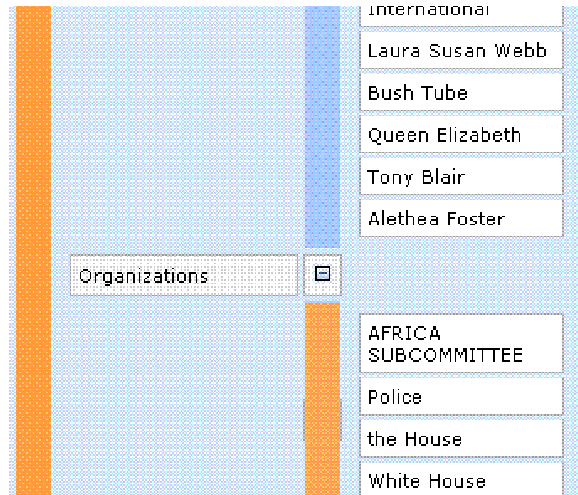 International
Laura Susan Webb
Bush Tube
Queen Elizabeth
Tony Blair
Alethea Foster
Organizations
AFRICA
SUBCOMMITTEE
Police
the House
White House